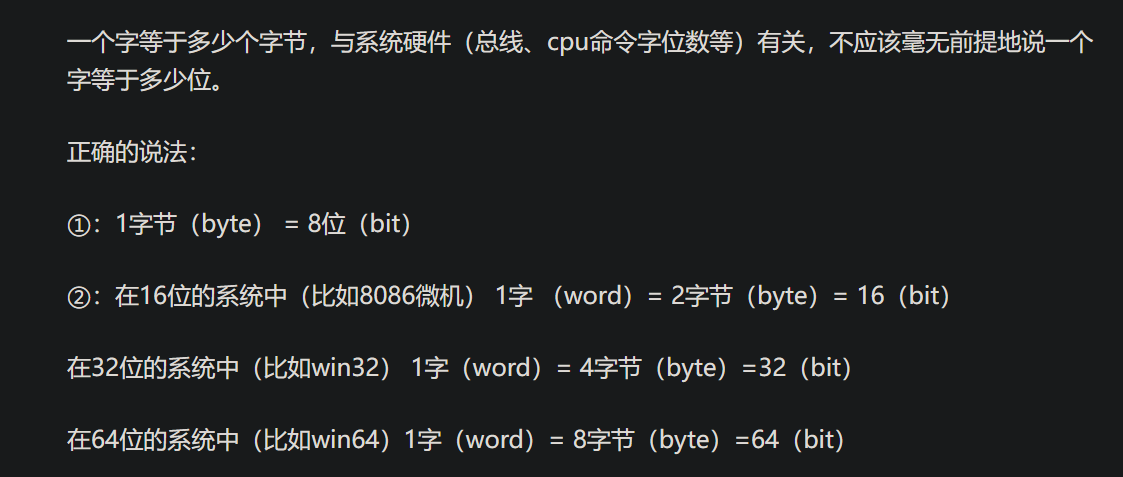 一个字等于多少个字节，与系统硬件（总线、cpu命令字位数等）有关，不应该毫无前提地说一个
字等于多少位。
正确的说法：
①：1字节（byte） = 8位（bit）
②：在16位的系统中（比如8086微机） 1字 （word）= 2字节（byte）= 16（bit）
在32位的系统中（比如win32） 1字（word）= 4字节（byte）=32（bit）
在64位的系统中（比如win64）1字（word）= 8字节（byte）=64（bit）